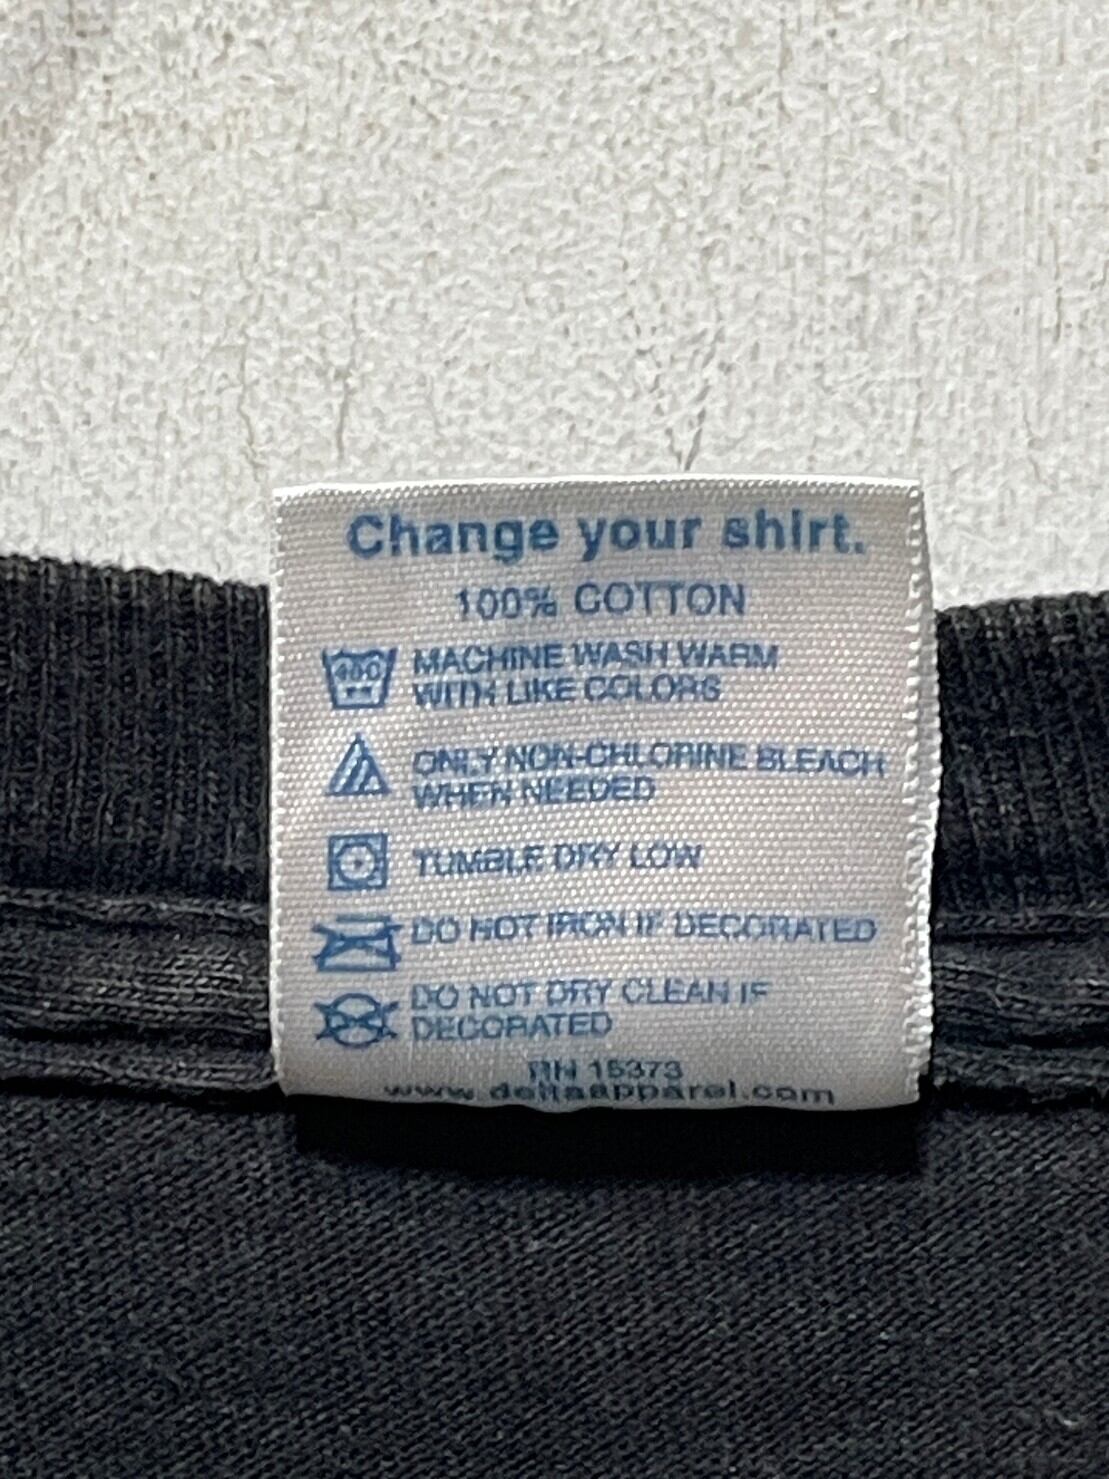 Change your shirt.
100% COTTON
MACHINE WASH WARM
WITH LIKE COLORS
ONLY NON-CHLORINE BLEACH
WHEN NEEDED
TUMBLE DRY LOW
DO NOT IRON IF DECORATED
DO NOT DRY CLEAN IF
DECORATED
RN 15373
www.deltaapparel.com